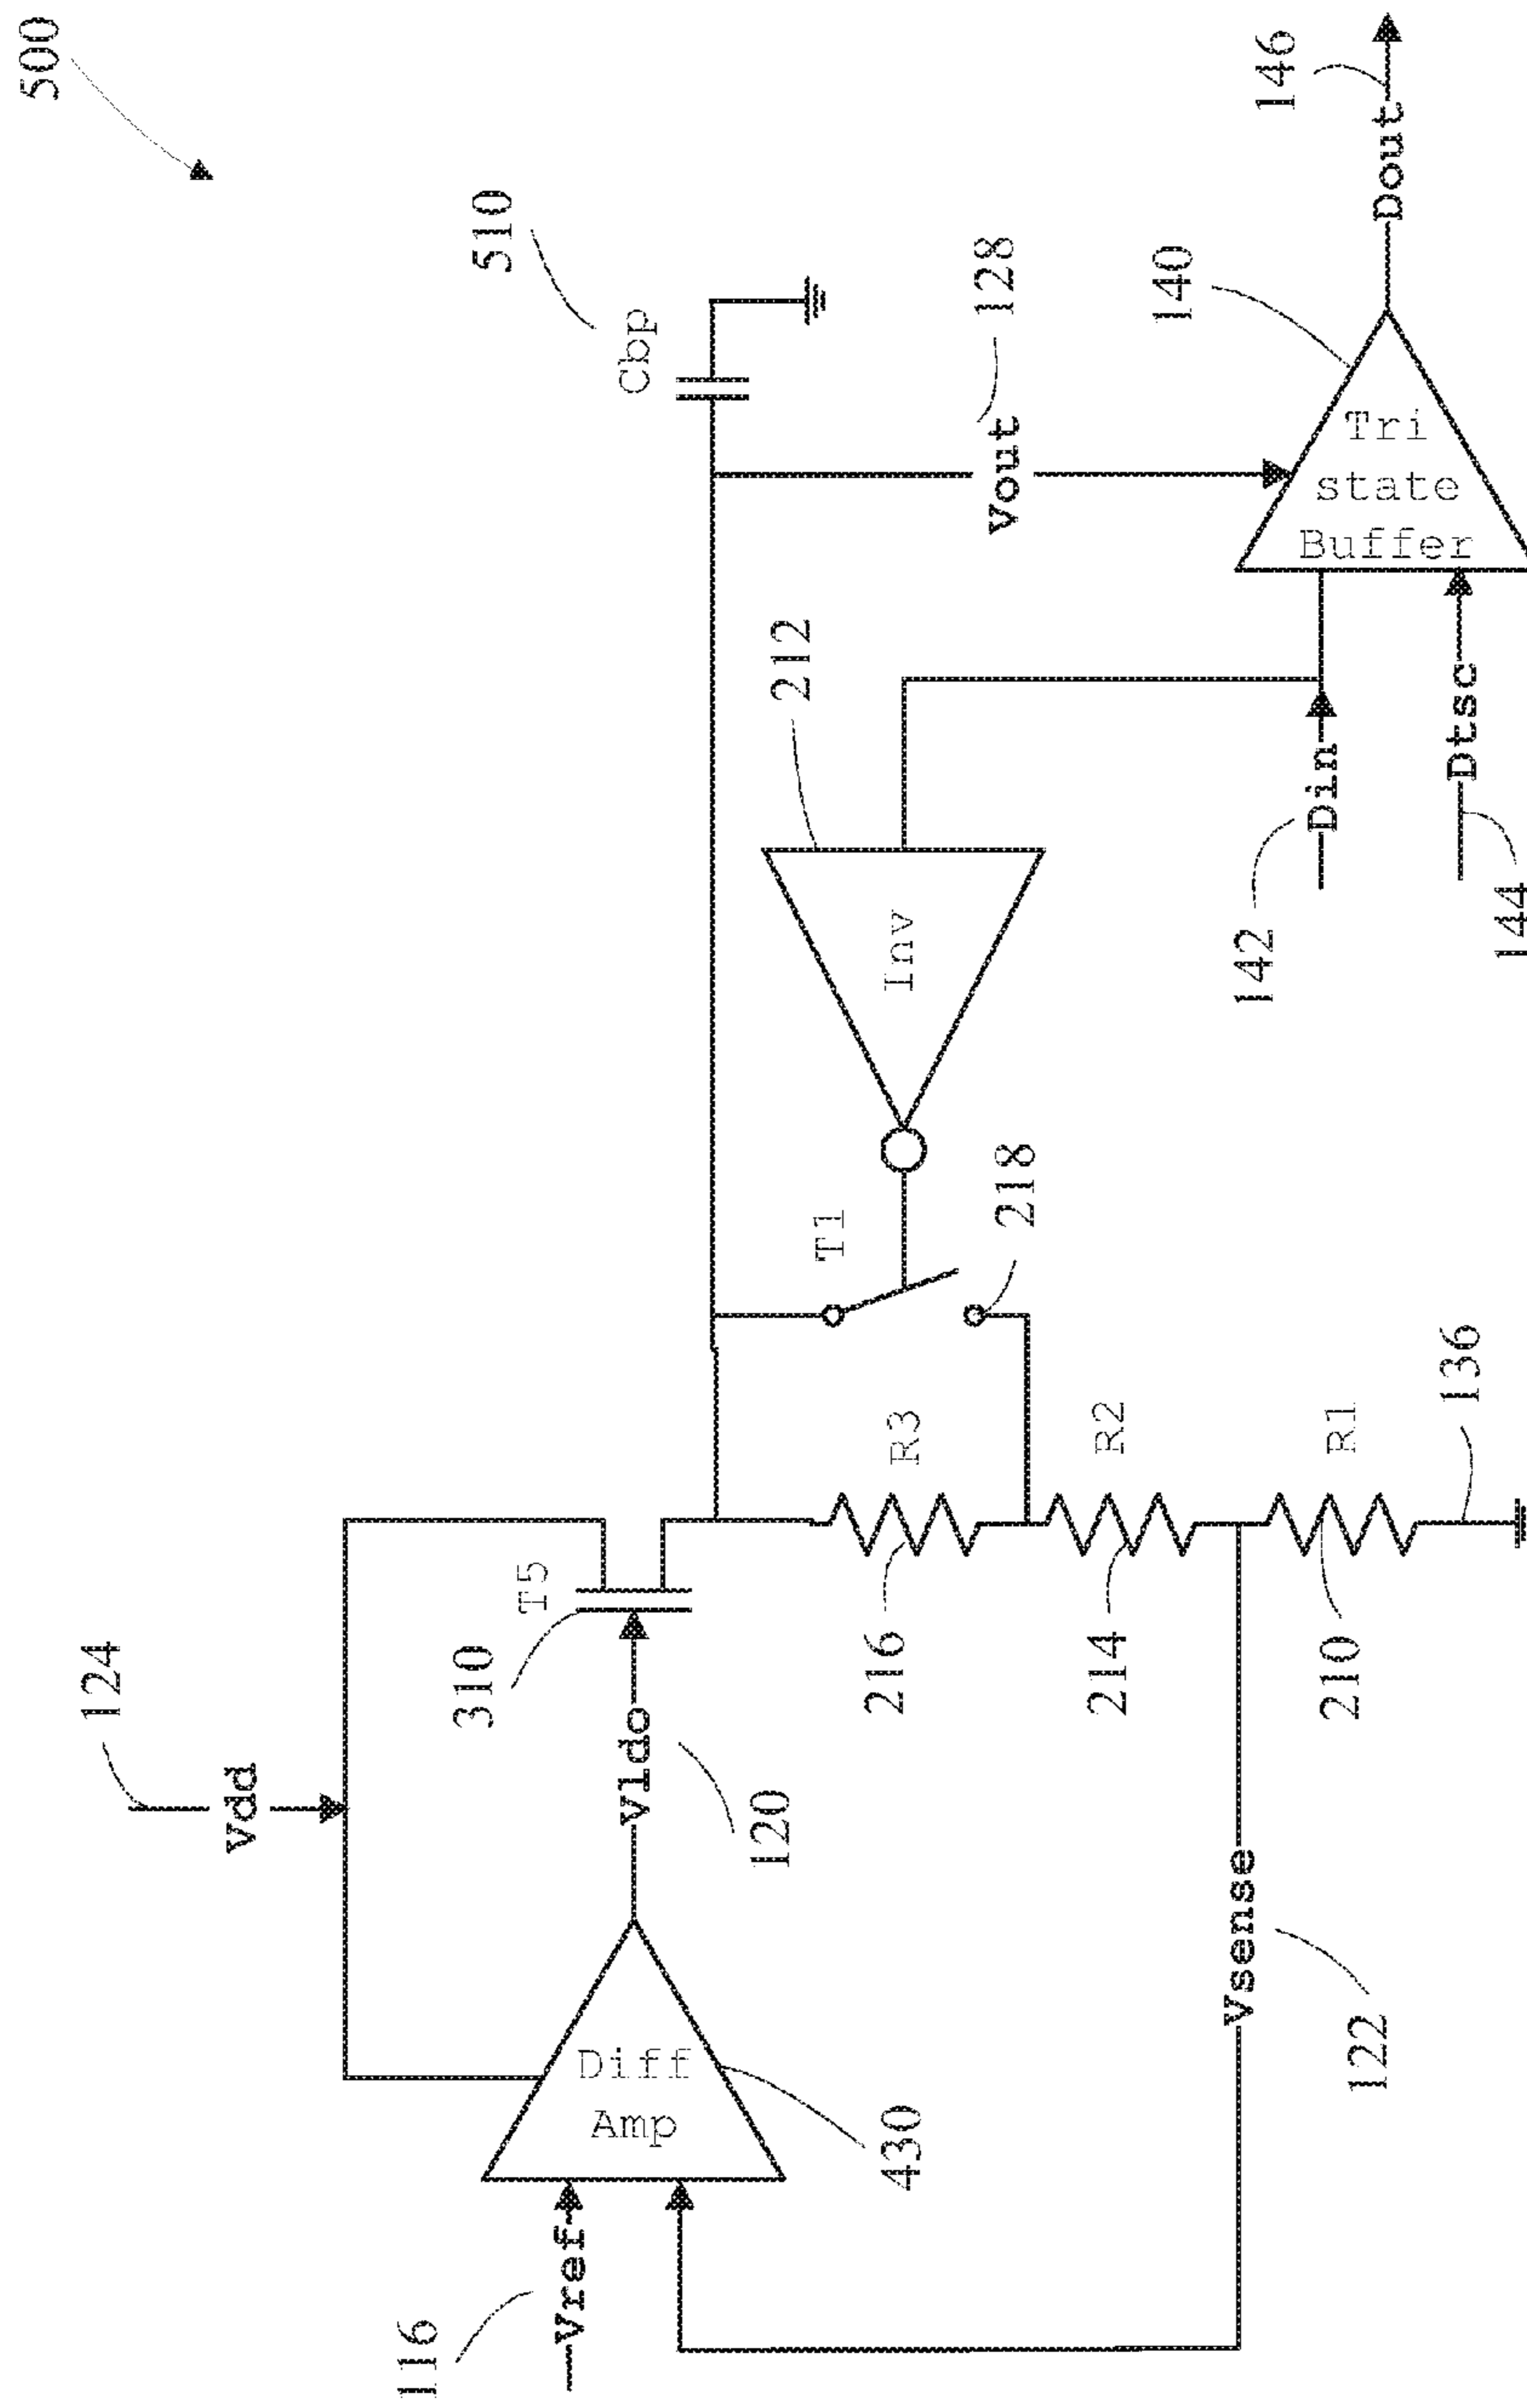 500
124
Vdd
T5
310
510
Cbp
116
Vref
Diff
Amp
430
Vldo
120
216
R3
T1
218
Inv
212
Vout
128
214
R2
122
Vsense
210
R1
136
142
Din
144
Dtsc
Tri
state
Buffer
140
Dout
146